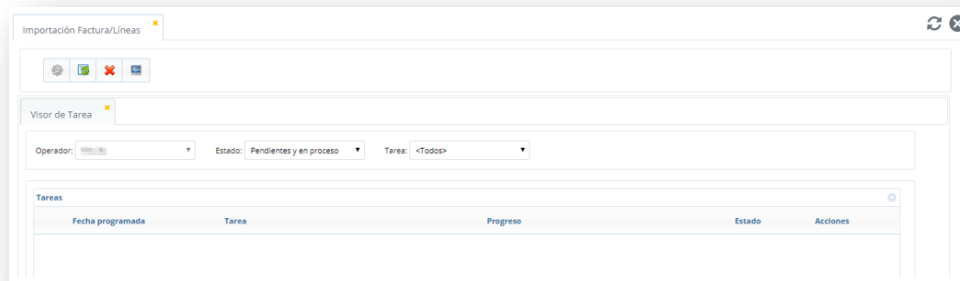 Importación Factura/Líneas
Visor de Tarea
Operador: Estado: Pendientes y en proceso Tarea: <Todos>
Tareas
Fecha programada Tarea Progreso Estado Acciones